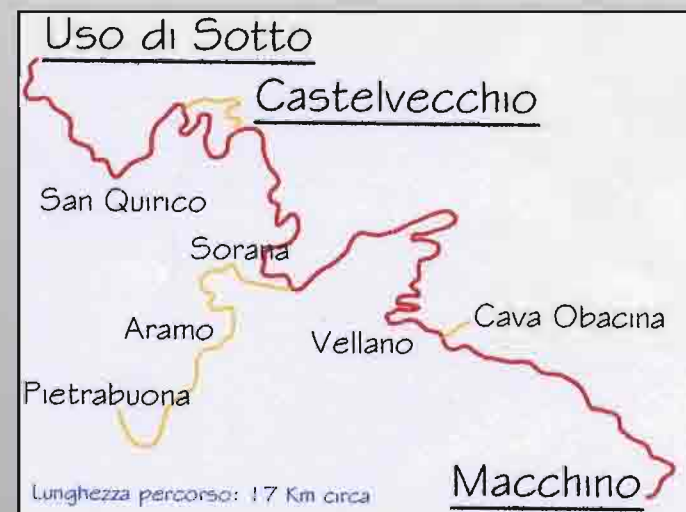 Uso di Sotto
Castelvecchio
San Quirico
Sorana
Aramo
Vellano
Cava Obacina
Pietrabuona
Macchino
Lunghezza percorso: 17 Km circa